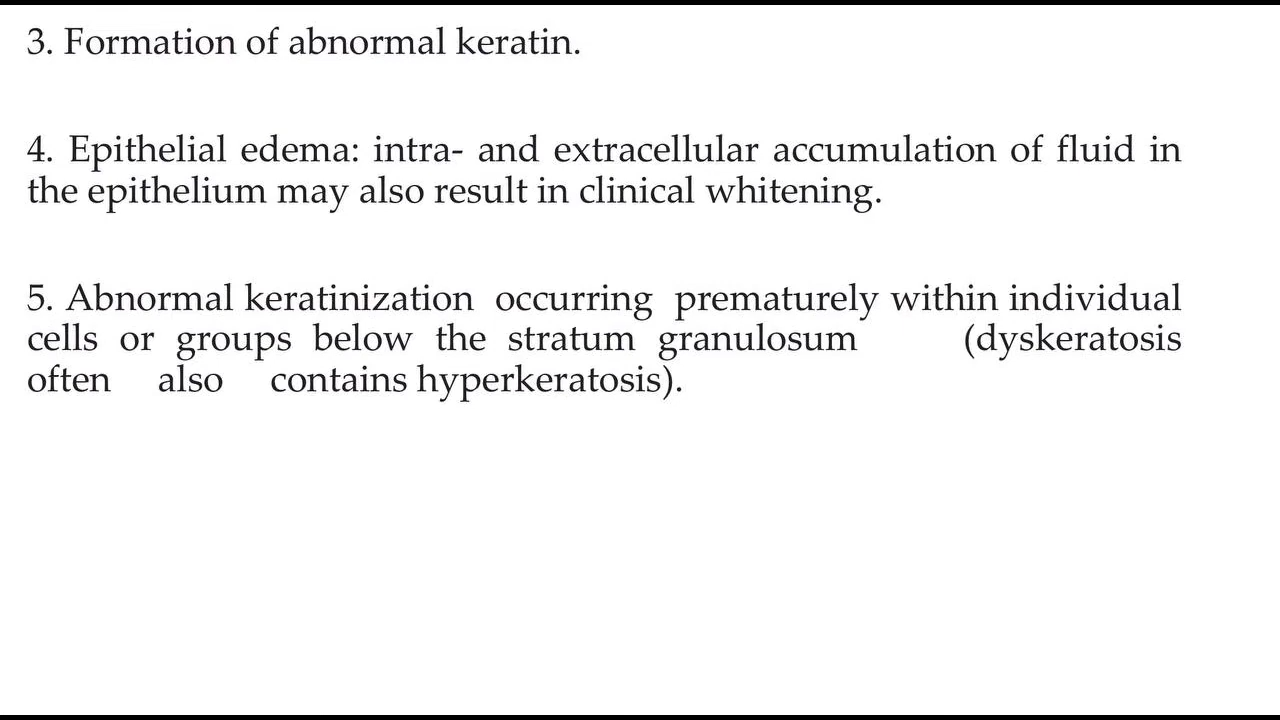 3. Formation of abnormal keratin.
4. Epithelial edema: intra- and extracellular accumulation of fluid in
the epithelium may also result in clinical whitening.
5. Abnormal keratinization occurring prematurely within individual
cells or groups below the stratum granulosum (dyskeratosis
often also contains hyperkeratosis).